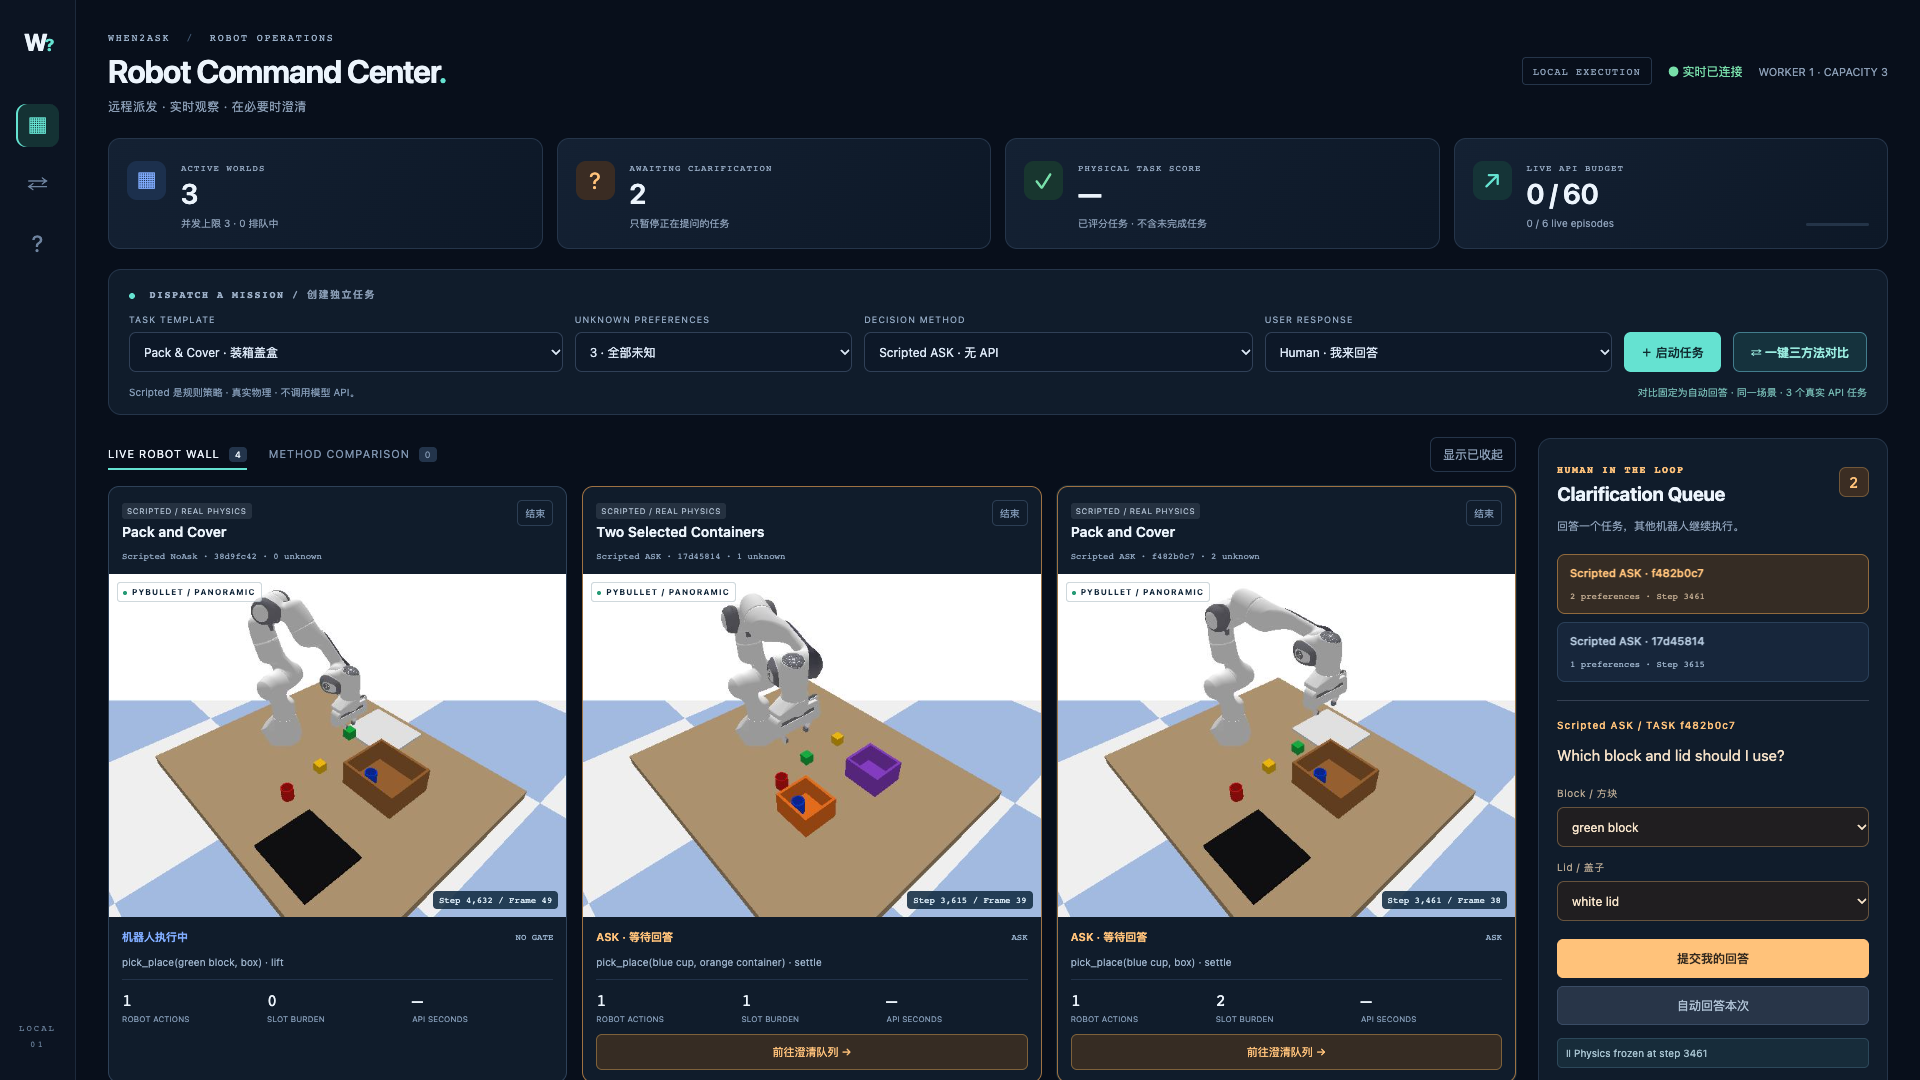 W?
WHEN2ASK / ROBOT OPERATIONS
Robot Command Center.
远程派发 · 实时观察 · 在必要时澄清
LOCAL EXECUTION
实时已连接
WORKER 1 · CAPACITY 3
ACTIVE WORLDS
3
并发上限 3 · 0 排队中
?
AWAITING CLARIFICATION
2
只暂停正在提问的任务
PHYSICAL TASK SCORE
—
已评分任务 · 不含未完成任务
LIVE API BUDGET
0 / 60
0 / 6 live episodes
?
DISPATCH A MISSION / 创建独立任务
TASK TEMPLATE
Pack & Cover · 装箱盖盒
UNKNOWN PREFERENCES
3 · 全部未知
DECISION METHOD
Scripted ASK · 无 API
USER RESPONSE
Human · 我来回答
+ 启动任务
⇄ 一键三方法对比
Scripted 是规则策略 · 真实物理 · 不调用模型 API。
对比固定为自动回答 · 同一场景 · 3 个真实 API 任务
LIVE ROBOT WALL 4
METHOD COMPARISON 0
显示已收起
SCRIPTED / REAL PHYSICS
结束
Pack and Cover
Scripted NoAsk · 38d9fc42 · 0 unknown
PYBULLET / PANORAMIC
Step 4,632 / Frame 49
机器人执行中
NO GATE
pick_place(green block, box) · lift
1
ROBOT ACTIONS
0
SLOT BURDEN
—
API SECONDS
SCRIPTED / REAL PHYSICS
结束
Two Selected Containers
Scripted ASK · 17d45814 · 1 unknown
PYBULLET / PANORAMIC
Step 3,615 / Frame 39
ASK · 等待回答
ASK
pick_place(blue cup, orange container) · settle
1
ROBOT ACTIONS
1
SLOT BURDEN
—
API SECONDS
前往澄清队列 →
SCRIPTED / REAL PHYSICS
结束
Pack and Cover
Scripted ASK · f482b0c7 · 2 unknown
PYBULLET / PANORAMIC
Step 3,461 / Frame 38
ASK · 等待回答
ASK
pick_place(blue cup, box) · settle
1
ROBOT ACTIONS
2
SLOT BURDEN
—
API SECONDS
前往澄清队列 →
HUMAN IN THE LOOP
Clarification Queue
2
回答一个任务，其他机器人继续执行。
Scripted ASK · f482b0c7
2 preferences · Step 3461
Scripted ASK · 17d45814
1 preferences · Step 3615
Scripted ASK / TASK f482b0c7
Which block and lid should I use?
Block / 方块
green block
Lid / 盖子
white lid
提交我的回答
自动回答本次
Ⅱ Physics frozen at step 3461
LOCAL
01